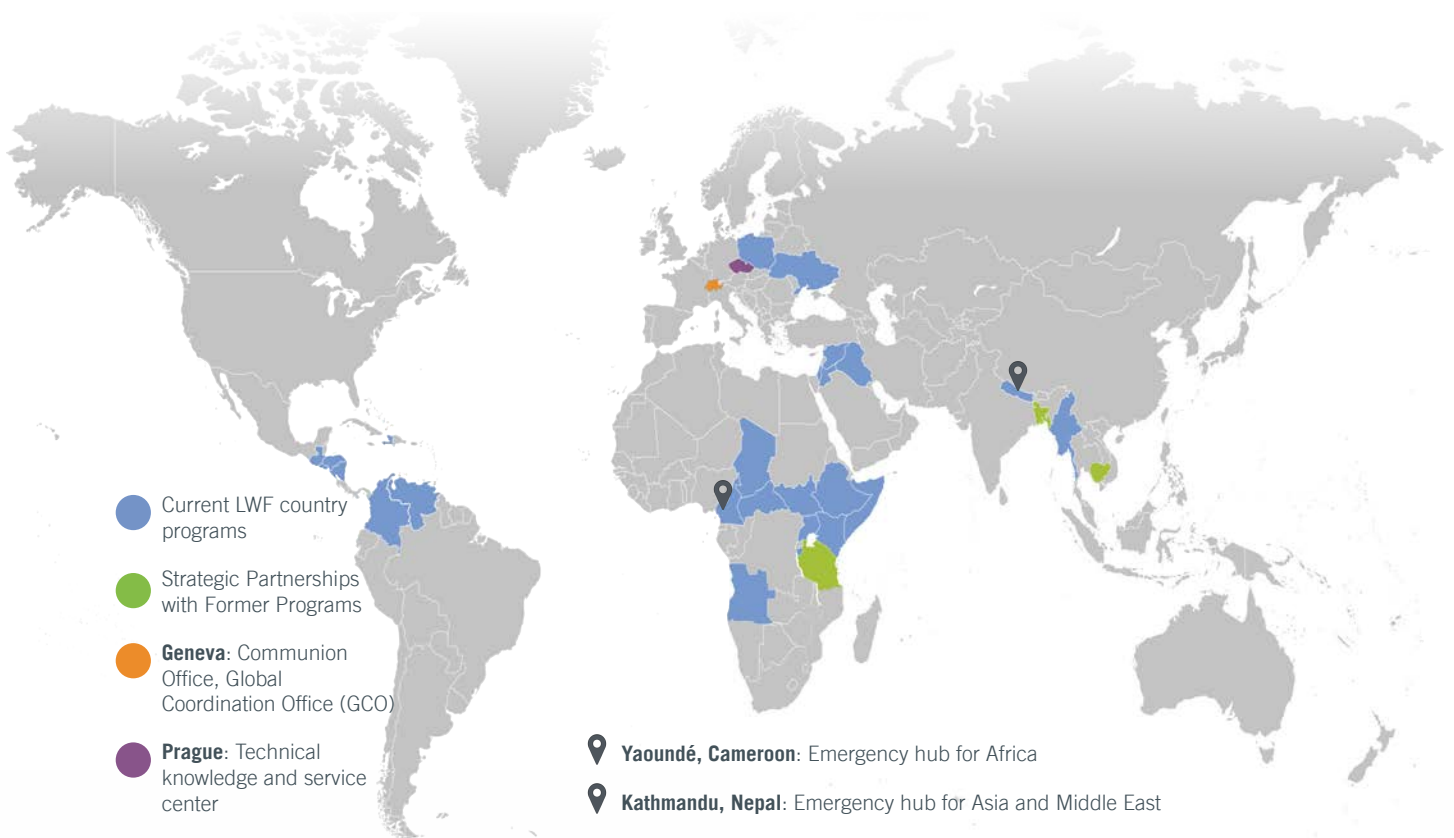 Current LWF country
programs
Strategic Partnerships
with Former Programs
Geneva: Communion
Office, Global
Coordination Office (GCO)
Prague: Technical
knowledge and service
center
Yaoundé, Cameroon: Emergency hub for Africa
Kathmandu, Nepal: Emergency hub for Asia and Middle East